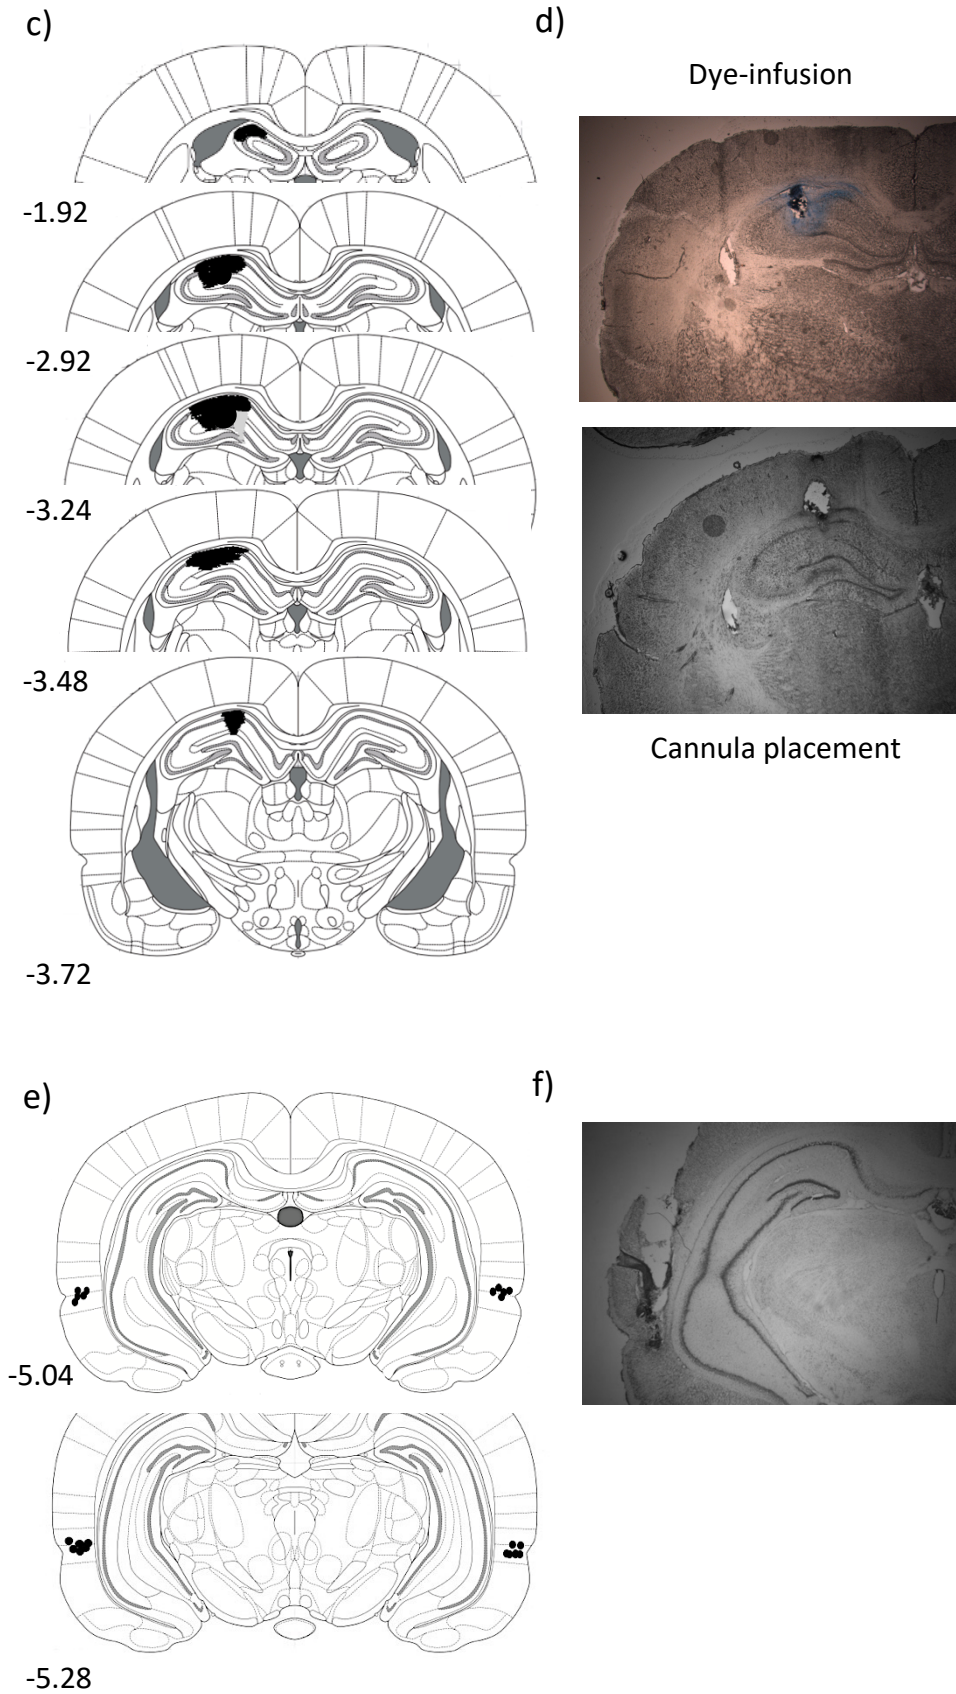 c)
-1.92
-2.92
-3.24
-3.48
-3.72
d)
Dye-infusion
Cannula placement
e)
-5.04
-5.28
f)